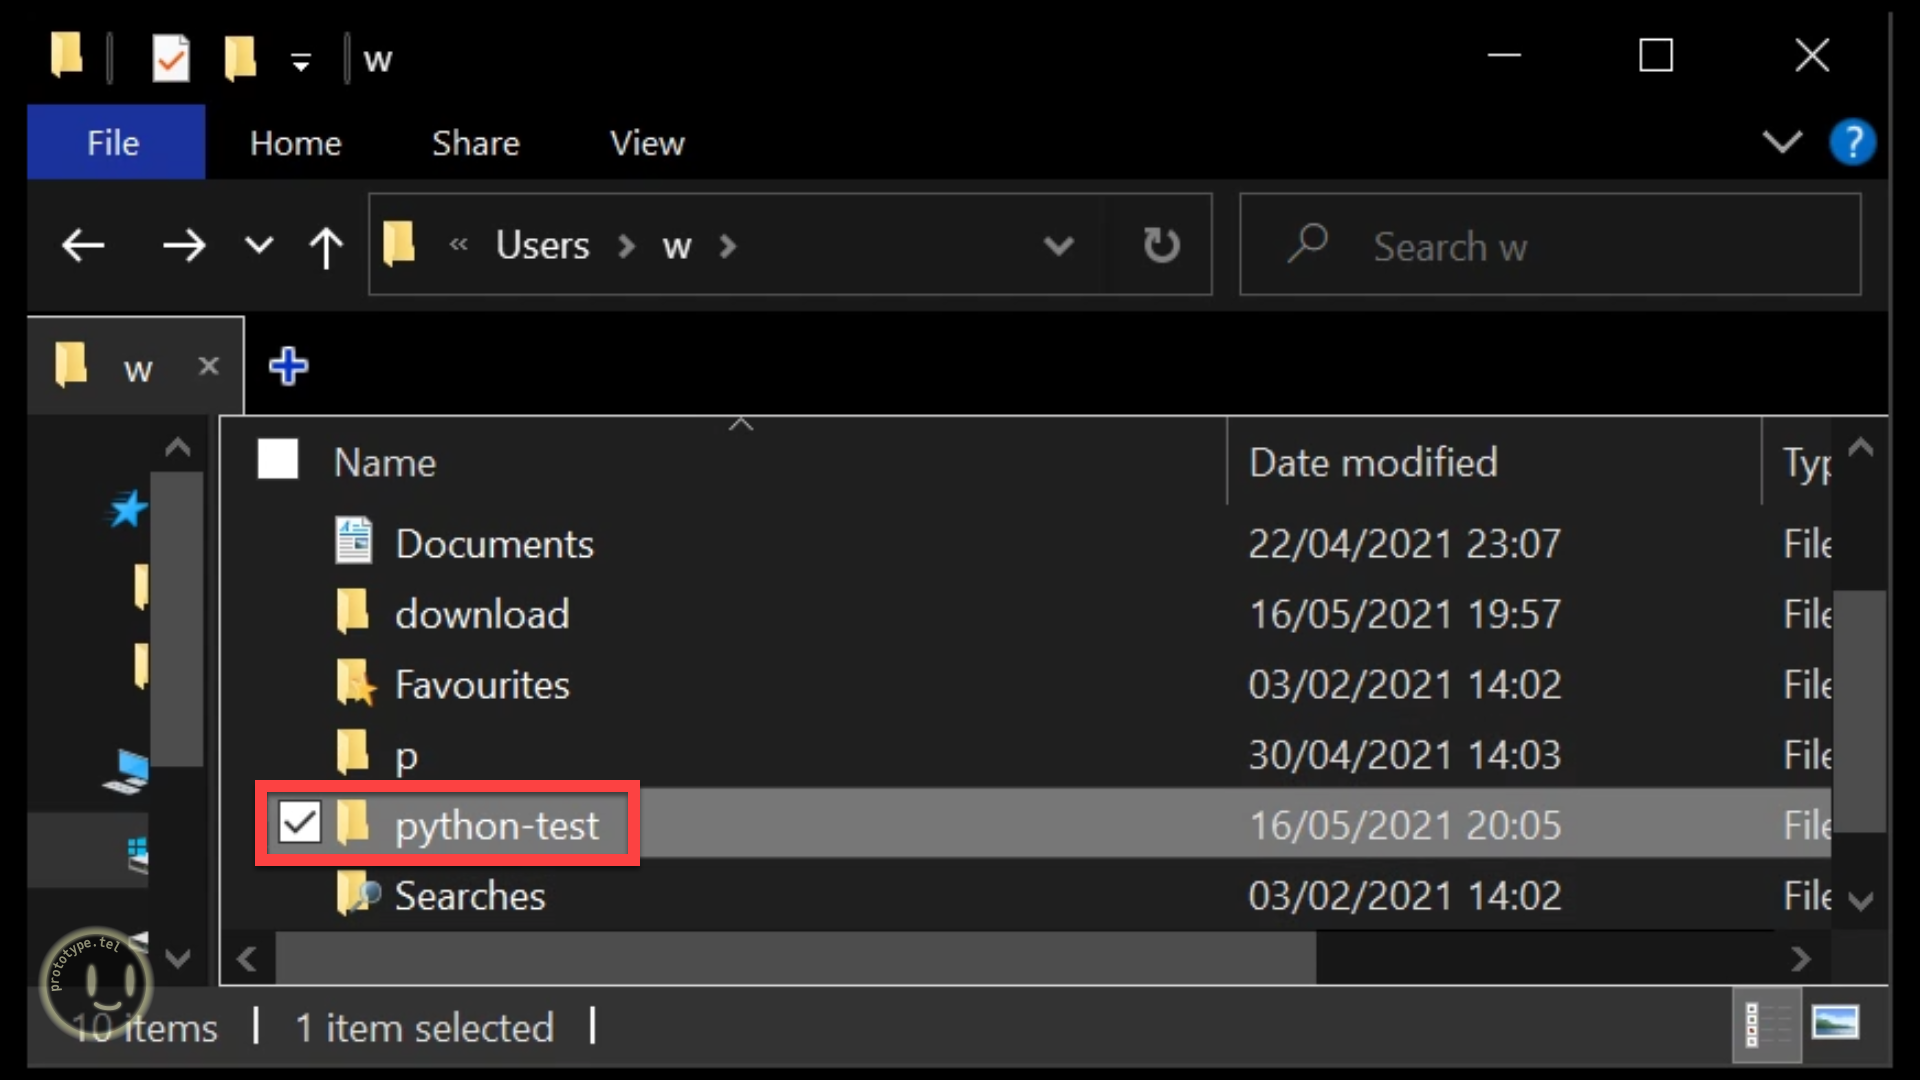 w
File Home Share View ?
« Users > w > Search w
w
Name Date modified Typ
Documents 22/04/2021 23:07 File
download 16/05/2021 19:57 File
Favourites 03/02/2021 14:02 File
p 30/04/2021 14:03 File
python-test 16/05/2021 20:05 File
Searches 03/02/2021 14:02 File
prototype.tel
10 items 1 item selected